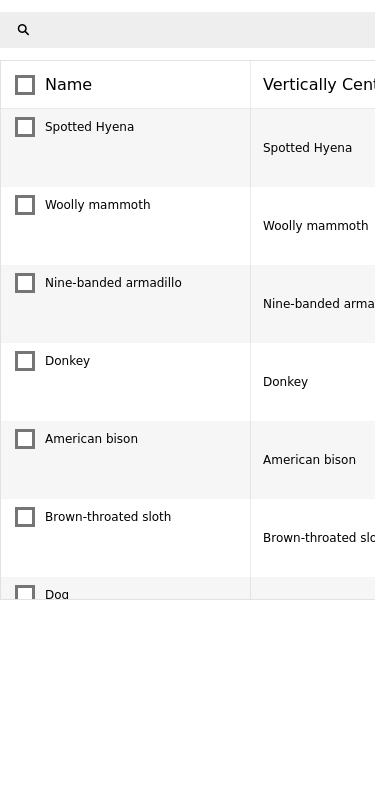 Name Vertically Cent
Spotted Hyena
Spotted Hyena
Woolly mammoth
Woolly mammoth
Nine-banded armadillo
Nine-banded arma
Donkey
Donkey
American bison
American bison
Brown-throated sloth
Brown-throated slo
Dog